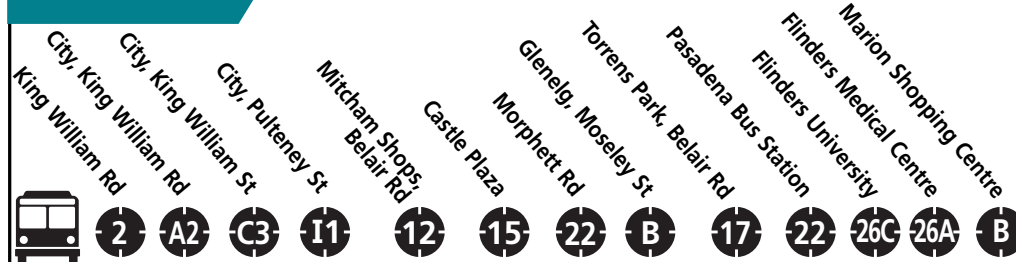 King William Rd
City, King William Rd
City, King William St
City, Pulteney St
Mitcham Shops,
Belair Rd
Castle Plaza
Morphett Rd
Glenelg, Moseley St
Torrens Park, Belair Rd
Pasadena Bus Station
Flinders University
Flinders Medical Centre
Marion Shopping Centre
2 A2 C3 I1 12 15 22 B 17 22 26C 26A B